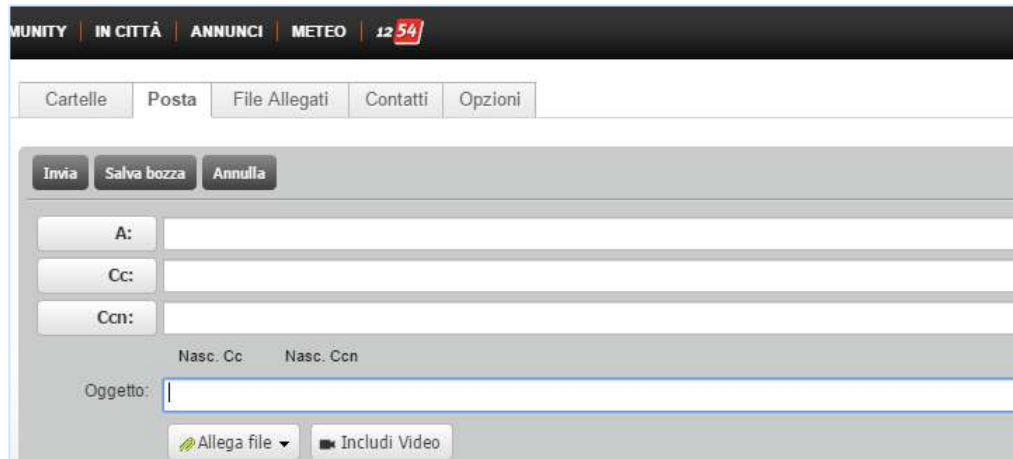 MUNITY | IN CITTÀ | ANNUNCI | METEO | 12 54
Cartelle Posta File Allegati Contatti Opzioni
Invia Salva bozza Annulla
A:
Cc:
Ccn:
Nasc. Cc Nasc. Ccn
Oggetto:
Allega file Includi Video